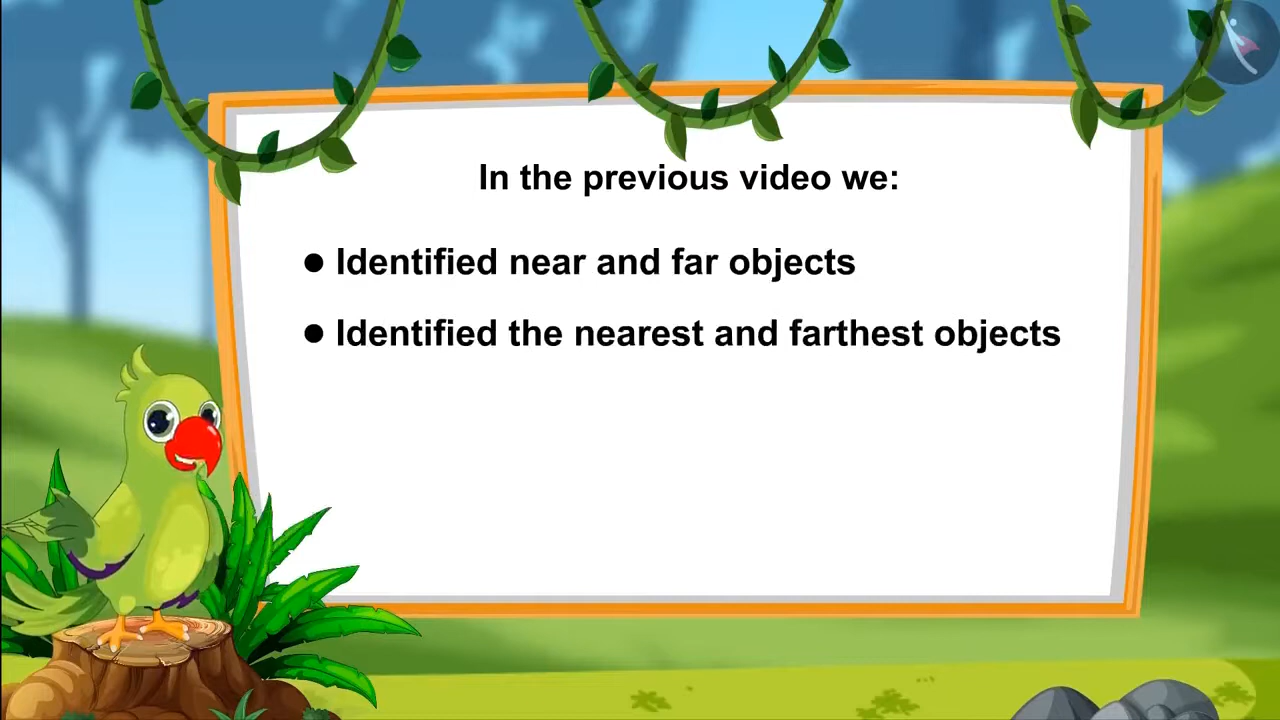 In the previous video we:
● Identified near and far objects
● Identified the nearest and farthest objects